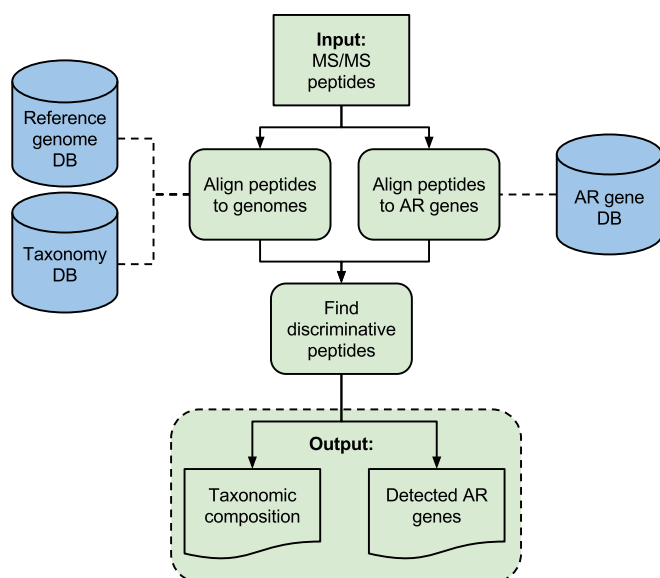 Input:
MS/MS
peptides
Reference
genome
DB
Align peptides
to genomes
Align peptides
to AR genes
AR gene
DB
Taxonomy
DB
Find
discriminative
peptides
Output:
Taxonomic
composition
Detected AR
genes